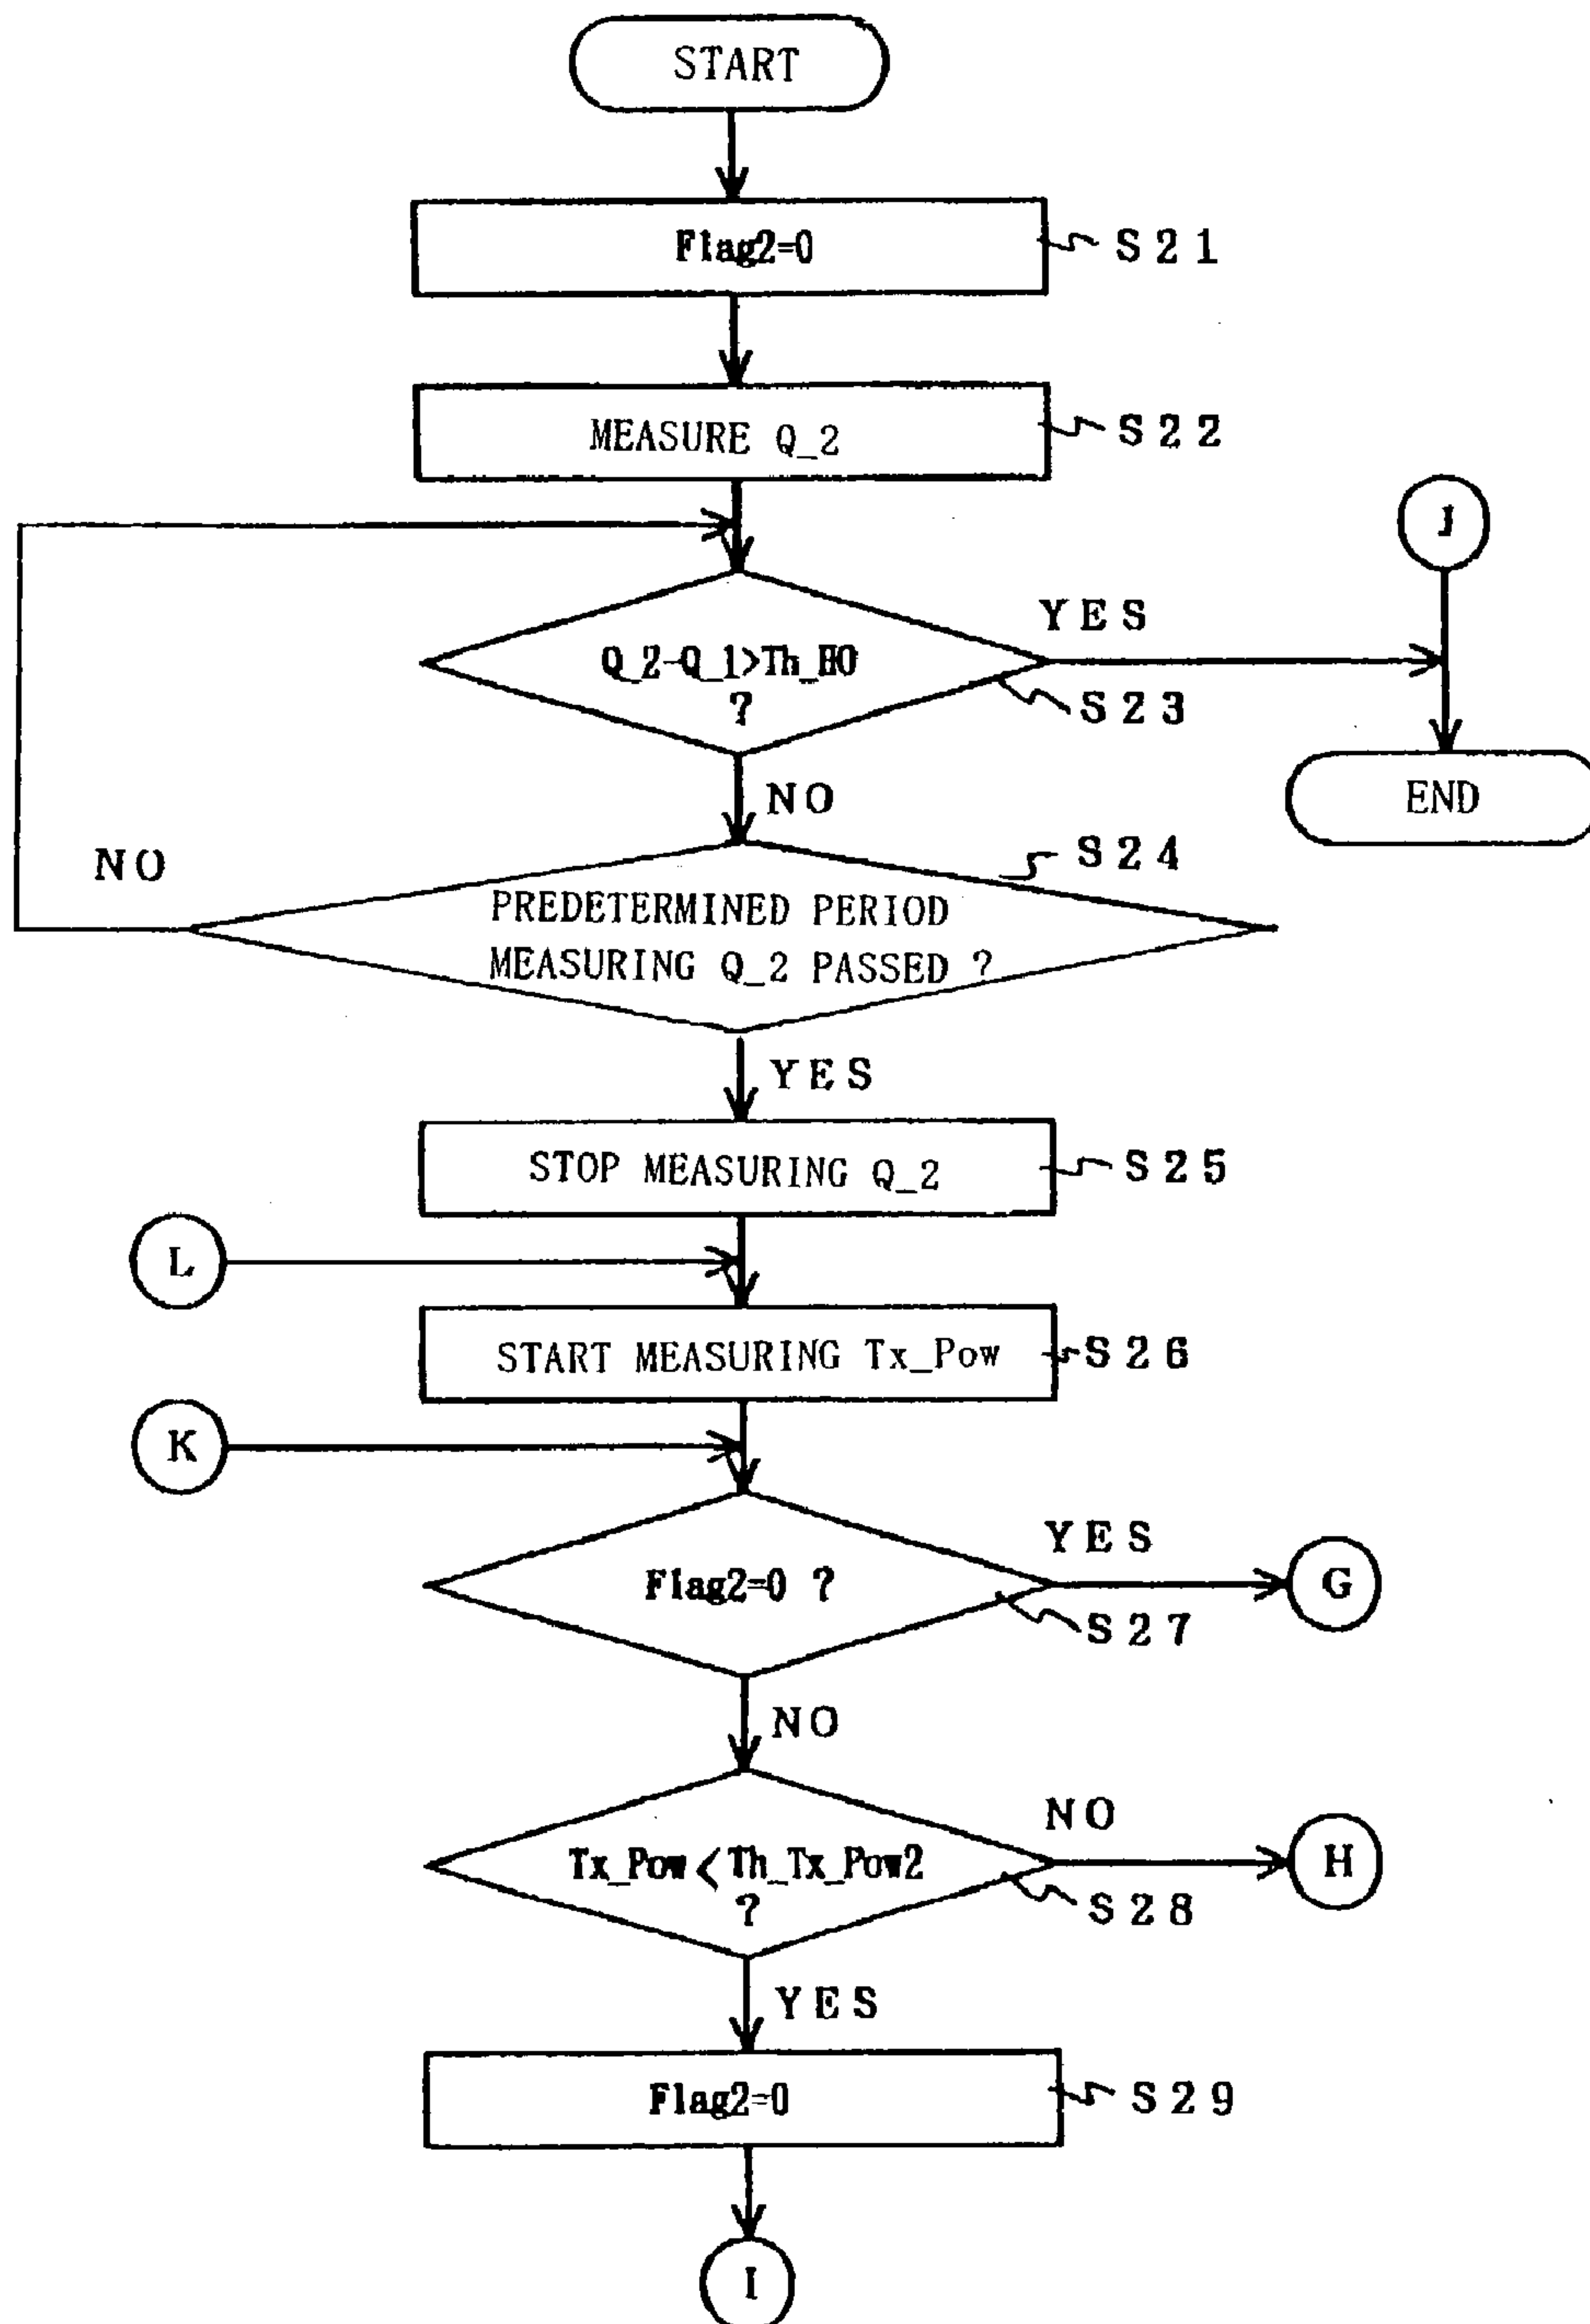 START
Flag2=0
S21
MEASURE Q_2
S22
J
YES
Q_2-Q_1>Th_HO
?
S23
END
NO
S24
NO
PREDETERMINED PERIOD
MEASURING Q_2 PASSED ?
YES
STOP MEASURING Q_2
S25
L
START MEASURING Tx_Pow
S26
K
YES
Flag2=0 ?
G
S27
NO
NO
Tx_Pow<Th_Tx_Pow2
?
H
S28
YES
Flag2=0
S29
I